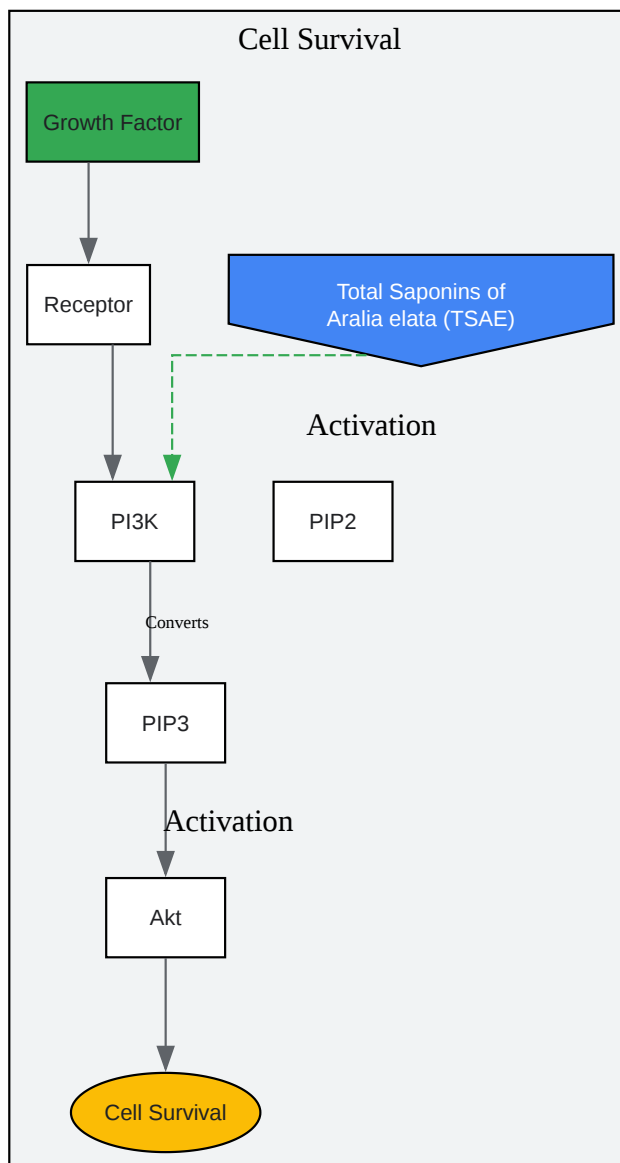 Cell Survival
Growth Factor
Receptor
Total Saponins of
Aralia elata (TSAE)
Activation
PI3K
PIP2
Converts
PIP3
Activation
Akt
Cell Survival